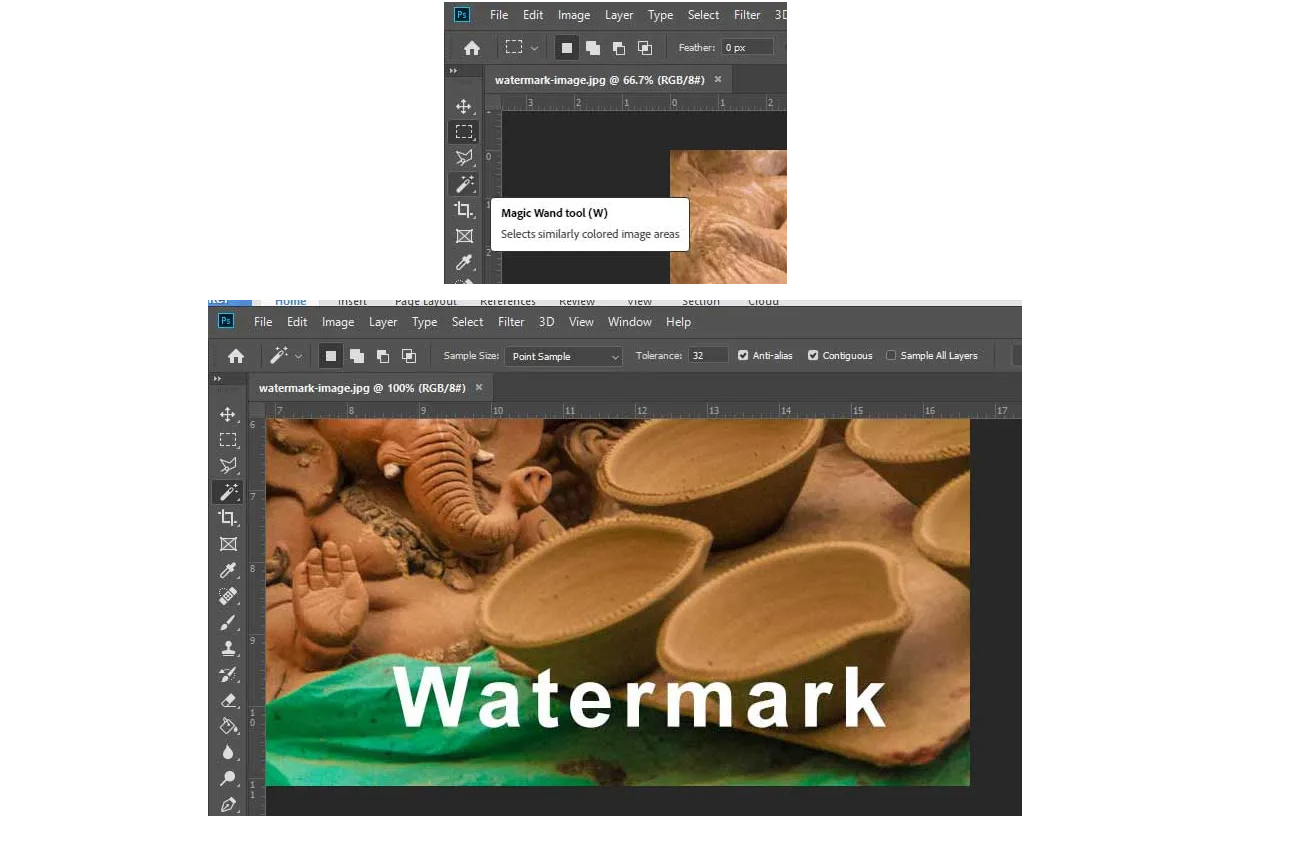 Ps File Edit Image Layer Type Select Filter 3D
Feather: 0 px
watermark-image.jpg @ 66.7% (RGB/8#) ×
3 2 1 0 1 2
0
1
Magic Wand tool (W)
Selects similarly colored image areas
2
Home Insert Page Layout References Review View Section Cloud
Ps File Edit Image Layer Type Select Filter 3D View Window Help
Sample Size: Point Sample Tolerance: 32 Anti-alias Contiguous Sample All Layers
watermark-image.jpg @ 100% (RGB/8#) ×
7 8 9 10 11 12 13 14 15 16 17
6
7
8
9
Watermark
1
0
1
1